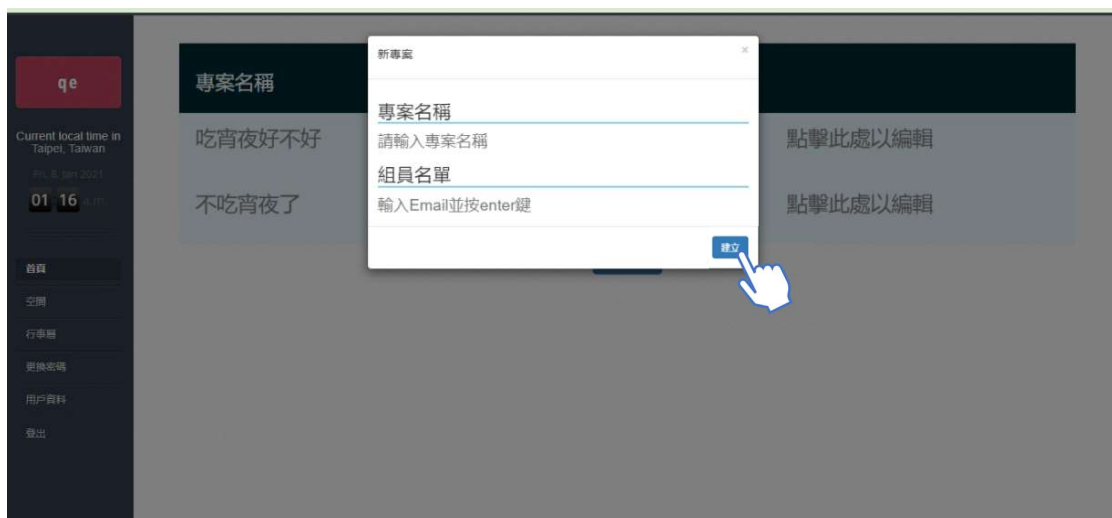 qe
Current local time in
Taipei, Taiwan
Fri, 8 Jan 2021
01 16 a.m.
首頁
空間
行事曆
更換密碼
用戶資料
登出
專案名稱
吃宵夜好不好
點擊此處以編輯
不吃宵夜了
點擊此處以編輯
新專案
×
專案名稱
請輸入專案名稱
組員名單
輸入Email並按enter鍵
建立